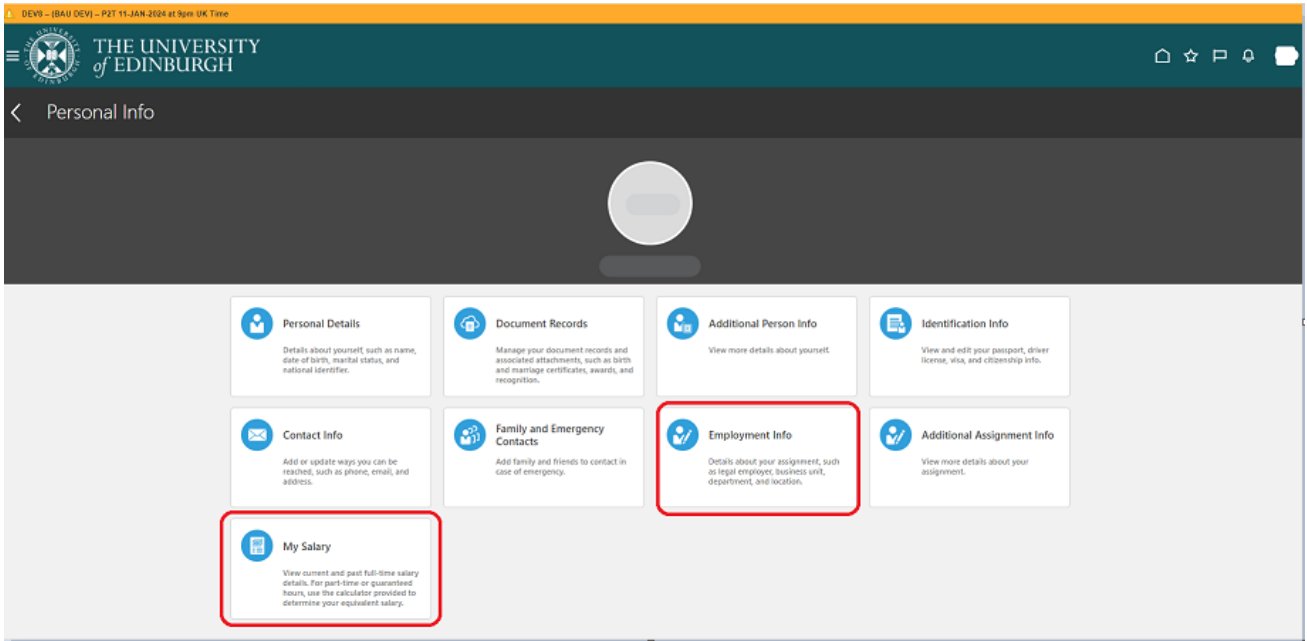 DEV8 – (BAU DEV) – P2T 11-JAN-2024 at 9pm UK Time
THE UNIVERSITY
of EDINBURGH
Personal Info
Personal Details
Details about yourself, such as name,
date of birth, marital status, and
national identifier.
Document Records
Manage your document records and
associated attachments, such as birth
and marriage certificates, awards, and
recognition.
Additional Person Info
View more details about yourself.
Identification Info
View and edit your passport, driver
license, visa, and citizenship info.
Contact Info
Add or update ways you can be
reached, such as phone, email, and
address.
Family and Emergency
Contacts
Add family and friends to contact in
case of emergency.
Employment Info
Details about your assignment, such
as legal employer, business unit,
department, and location.
Additional Assignment Info
View more details about your
assignment.
My Salary
View current and past full-time salary
details. For part-time or guaranteed
hours, use the calculator provided to
determine your equivalent salary.